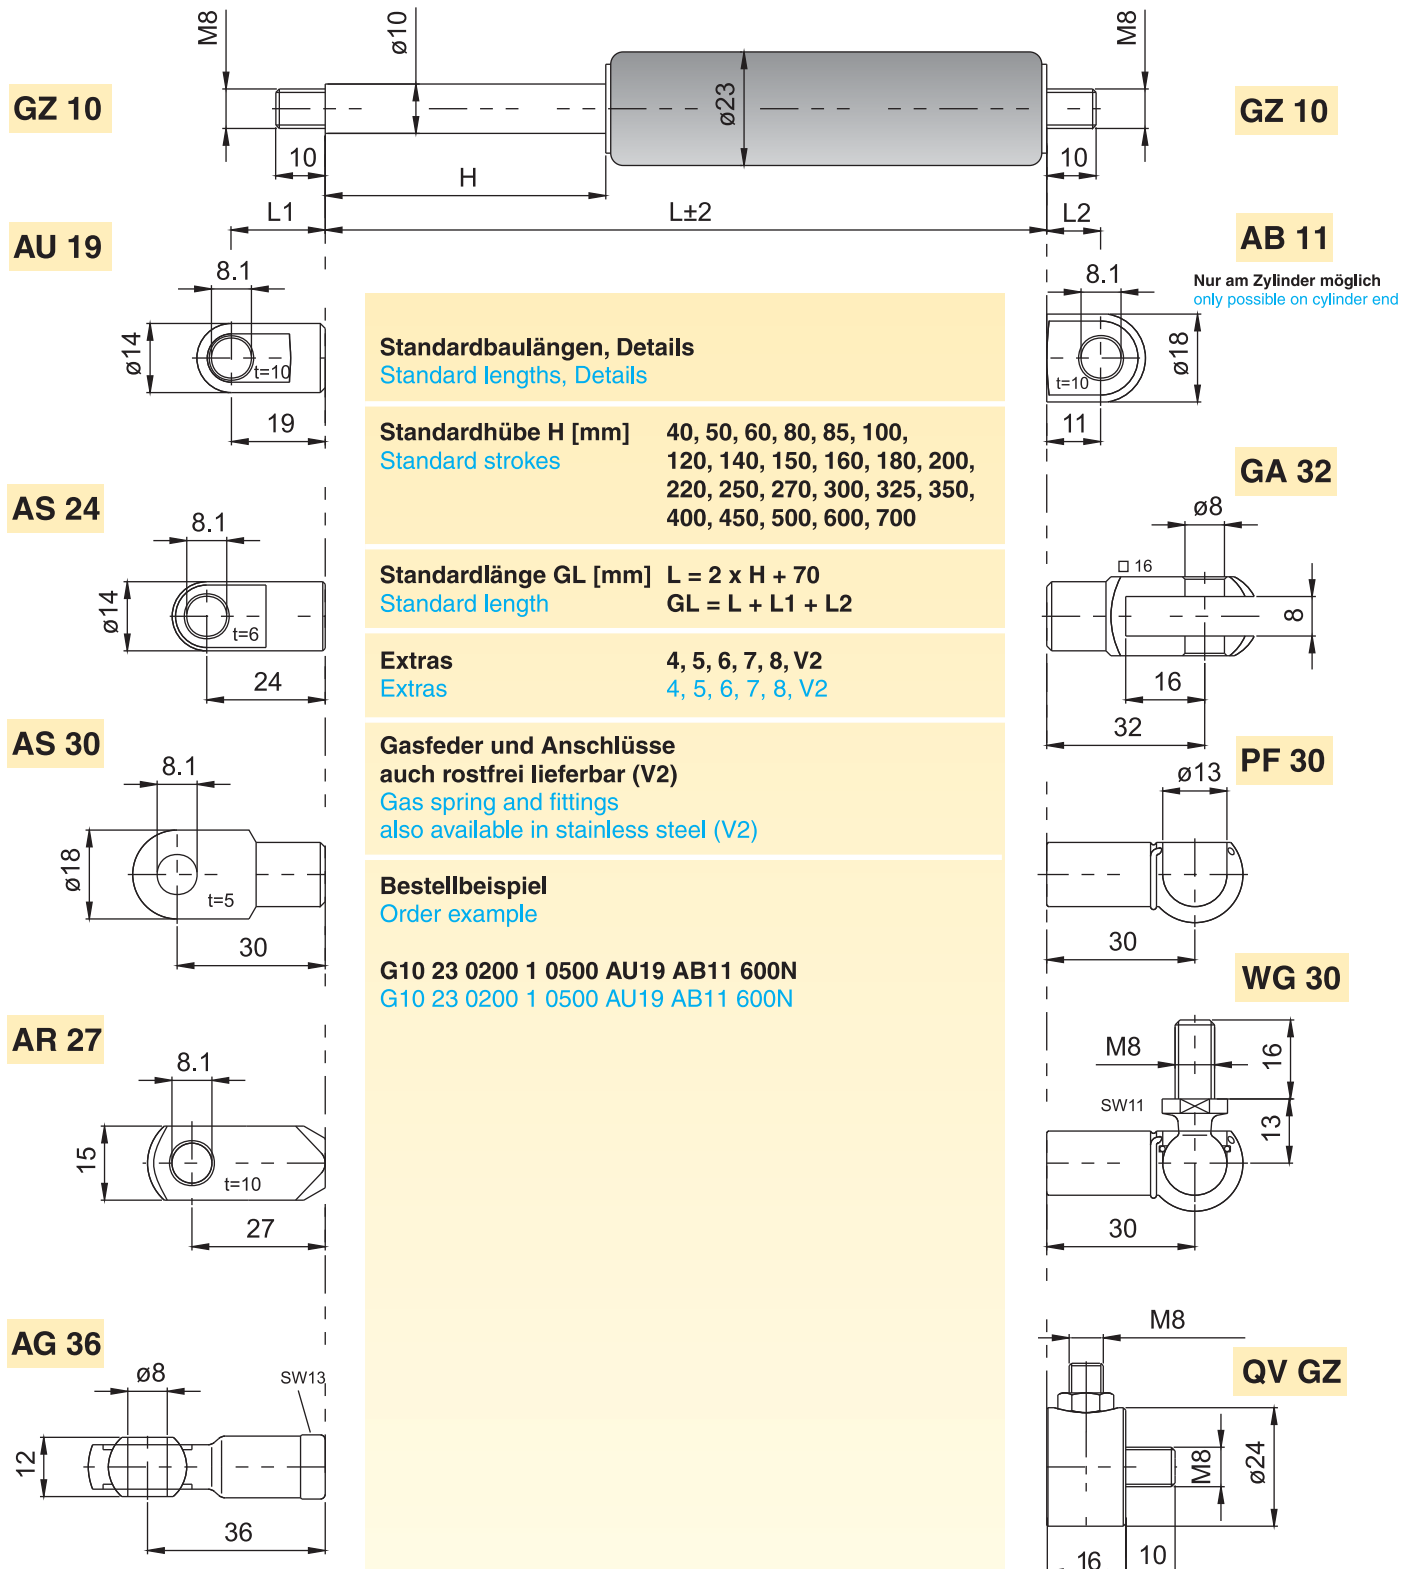 M8
ø10
M8
GZ 10
ø23
GZ 10
10
H
10
L1
L±2
L2
AU 19
AB 11
8.1
8.1
Nur am Zylinder möglich
only possible on cylinder end
ø14
t=10
19
ø18
t=10
11
Standardbaulängen, Details
Standard lengths, Details
Standardhübe H [mm] 40, 50, 60, 80, 85, 100,
Standard strokes 120, 140, 150, 160, 180, 200,
220, 250, 270, 300, 325, 350,
400, 450, 500, 600, 700
Standardlänge GL [mm] L = 2 x H + 70
Standard length GL = L + L1 + L2
Extras 4, 5, 6, 7, 8, V2
Extras 4, 5, 6, 7, 8, V2
Gasfeder und Anschlüsse
auch rostfrei lieferbar (V2)
Gas spring and fittings
also available in stainless steel (V2)
Bestellbeispiel
Order example
G10 23 0200 1 0500 AU19 AB11 600N
G10 23 0200 1 0500 AU19 AB11 600N
AS 24
8.1
ø14
t=6
24
AS 30
8.1
ø18
t=5
30
AR 27
8.1
15
t=10
27
AG 36
ø8
SW13
12
36
GA 32
ø8
□ 16
8
16
32
PF 30
ø13
30
WG 30
M8
16
SW11
13
30
M8
QV GZ
M8
ø24
16
10